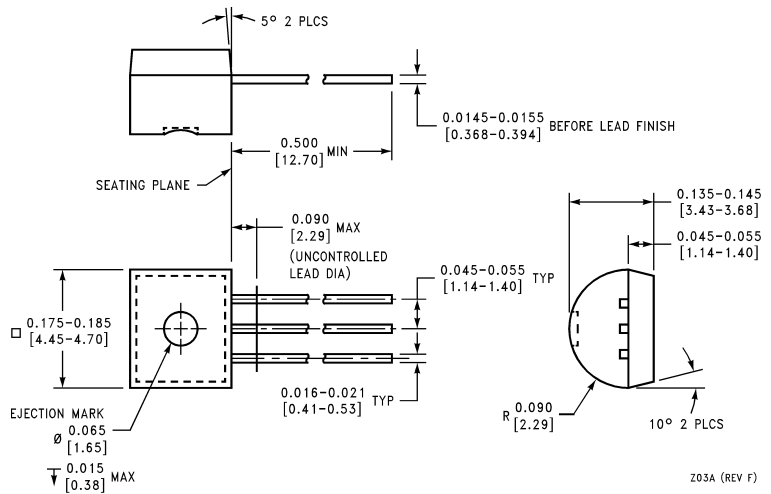 5° 2 PLCS
0.0145–0.0155
[0.368–0.394] BEFORE LEAD FINISH
0.500
[12.70] MIN
SEATING PLANE
0.090
[2.29] MAX
(UNCONTROLLED
LEAD DIA)
0.135–0.145
[3.43–3.68]
0.045–0.055
[1.14–1.40]
0.045–0.055
[1.14–1.40] TYP
□ 0.175–0.185
[4.45–4.70]
0.016–0.021
[0.41–0.53] TYP
EJECTION MARK
Ø 0.065
[1.65]
↧ 0.015
[0.38] MAX
R 0.090
[2.29]
10° 2 PLCS
Z03A (REV F)